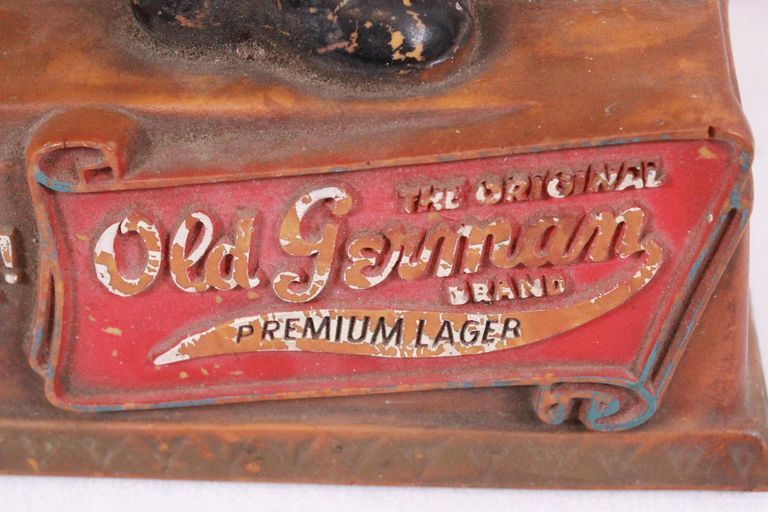 !
THE ORIGINAL
Old German
BRAND
PREMIUM LAGER